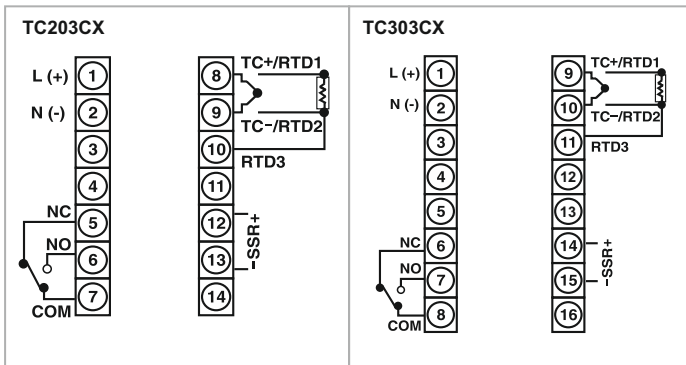 TC203CX
L (+) 1
N (-) 2
3
4
NC 5
NO 6
COM 7
8 TC+/RTD1
9 TC−/RTD2
10 RTD3
11
12
13
−SSR+
14
TC303CX
L (+) 1
N (-) 2
3
4
5
NC 6
NO 7
COM 8
9 TC+/RTD1
10 TC−/RTD2
11 RTD3
12
13
14
15
−SSR+
16